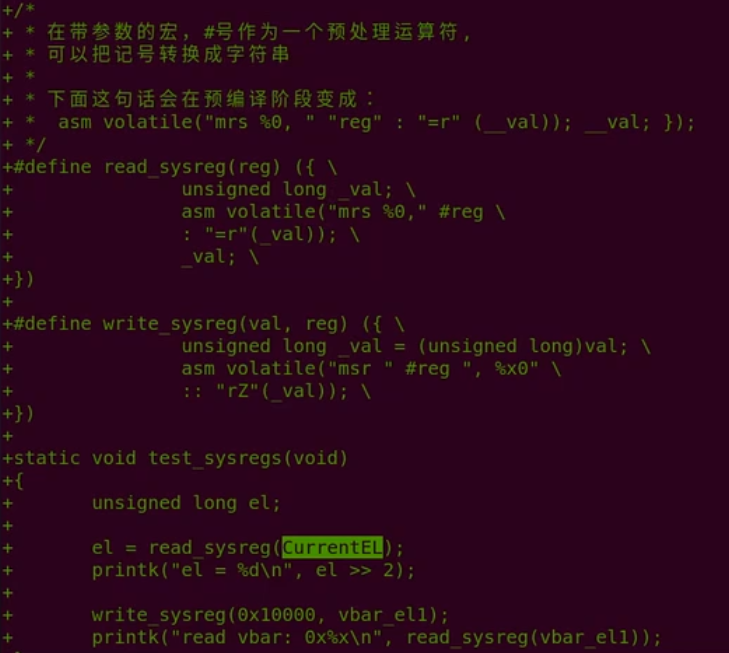 +/*
+ * 在带参数的宏，#号作为一个预处理运算符，
+ * 可以把记号转换成字符串
+ *
+ * 下面这句话会在预编译阶段变成：
+ *  asm volatile("mrs %0, " "reg" : "=r" (__val)); __val; });
+ */
+#define read_sysreg(reg) ({ \
+               unsigned long _val; \
+               asm volatile("mrs %0," #reg \
+               : "=r"(_val)); \
+               _val; \
+})
+
+#define write_sysreg(val, reg) ({ \
+               unsigned long _val = (unsigned long)val; \
+               asm volatile("msr " #reg ", %x0" \
+               :: "rZ"(_val)); \
+})
+
+static void test_sysregs(void)
+{
+       unsigned long el;
+
+       el = read_sysreg(CurrentEL);
+       printk("el = %d\n", el >> 2);
+
+       write_sysreg(0x10000, vbar_el1);
+       printk("read vbar: 0x%x\n", read_sysreg(vbar_el1));